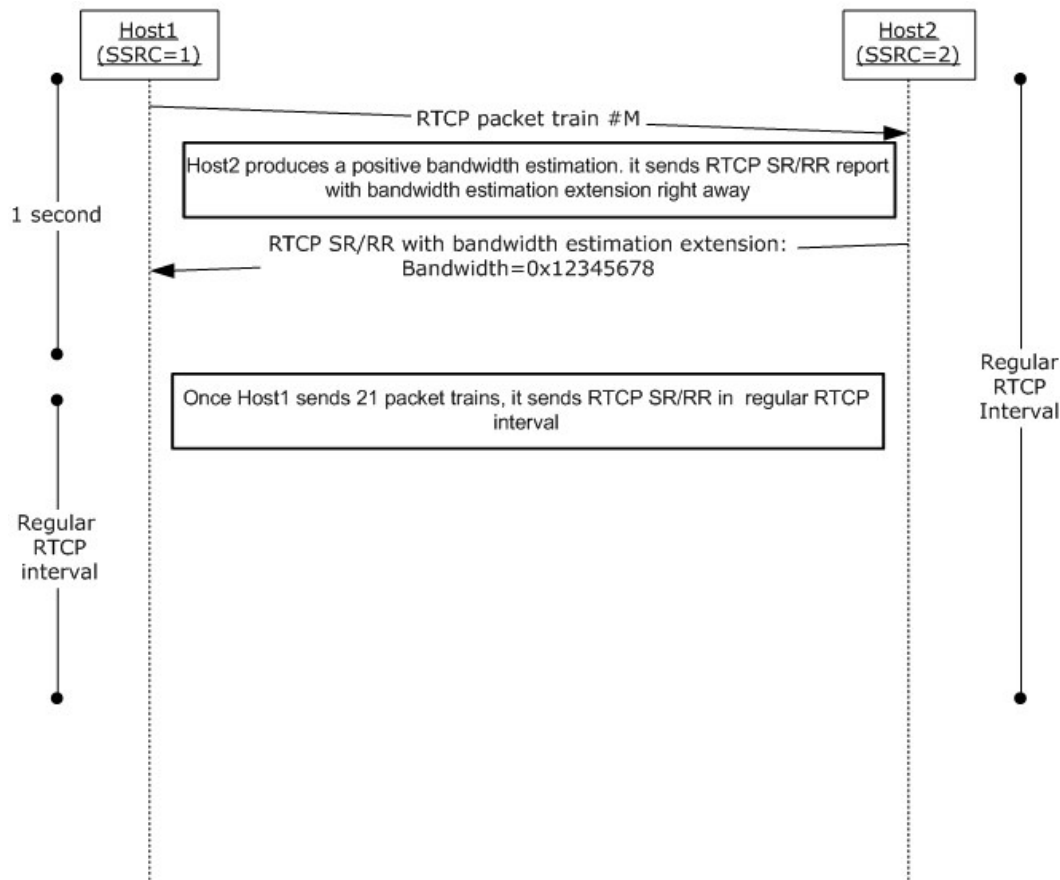 Host1
(SSRC=1)
Host2
(SSRC=2)
RTCP packet train #M
Host2 produces a positive bandwidth estimation. it sends RTCP SR/RR report
with bandwidth estimation extension right away
1 second
RTCP SR/RR with bandwidth estimation extension:
Bandwidth=0x12345678
Regular
RTCP
Interval
Once Host1 sends 21 packet trains, it sends RTCP SR/RR in regular RTCP
interval
Regular
RTCP
interval